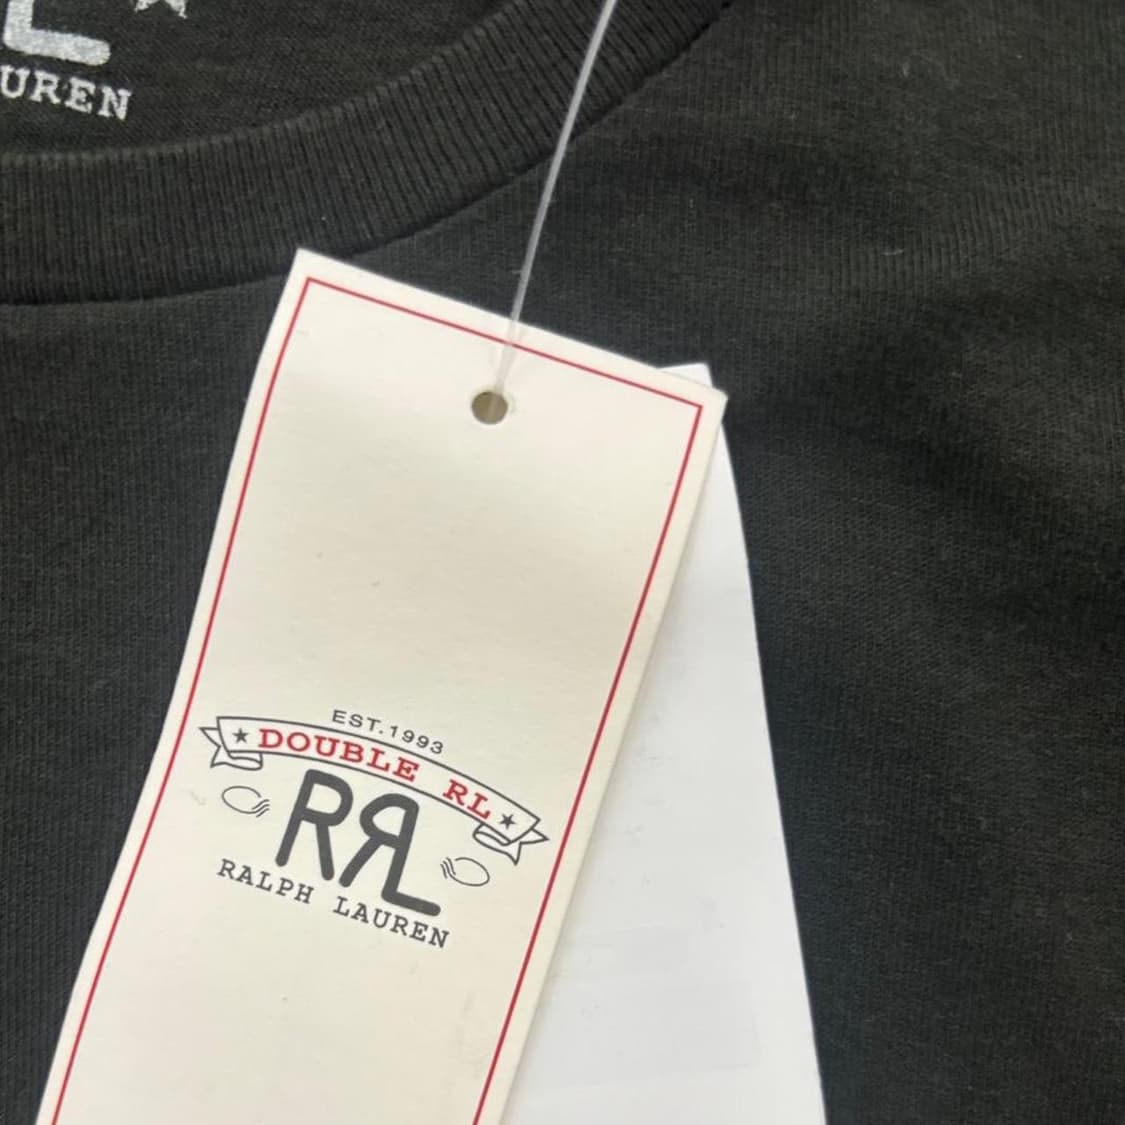 UREN
EST.1993
DOUBLE RL
RRL
RALPH LAUREN